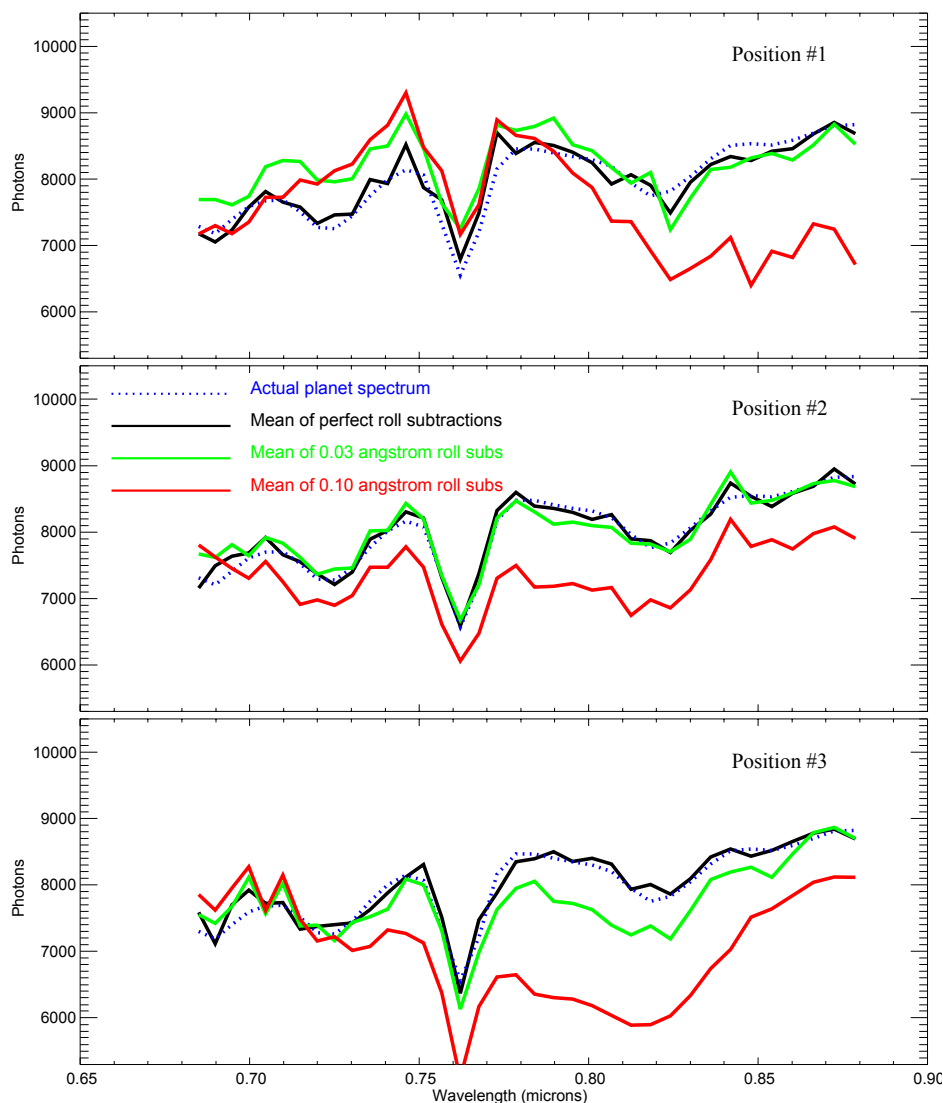 10000
9000
8000
7000
6000
Photons
Position #1
10000
9000
8000
7000
6000
Photons
Actual planet spectrum
Mean of perfect roll subtractions
Mean of 0.03 angstrom roll subs
Mean of 0.10 angstrom roll subs
Position #2
10000
9000
8000
7000
6000
Photons
Position #3
0.65 0.70 0.75 0.80 0.85 0.90
Wavelength (microns)